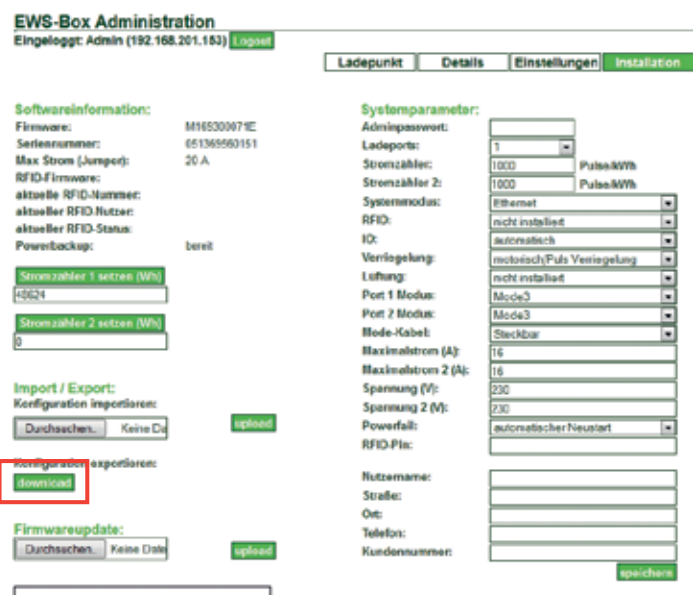 EWS-Box Administration
Eingeloggt: Admin (192.168.201.153) Logout
Ladepunkt Details Einstellungen Installation
Softwareinformation:
Firmware: M165300071E
Seriennummer: 051369560151
Max Strom (Jumper): 20 A
RFID-Firmware:
aktuelle RFID-Nummer:
aktueller RFID-Nutzer:
aktueller RFID-Status:
Powerbackup: bereit
Stromzähler 1 setzen (Wh)
48624
Stromzähler 2 setzen (Wh)
0
Import / Export:
Konfiguration importieren:
Durchsuchen. Keine Da upload
Konfiguration exportieren:
download
Firmwareupdate:
Durchsuchen. Keine Date upload
Systemparameter:
Adminpasswort:
Ladeports: 1
Stromzähler: 1000 Pulse/kWh
Stromzähler 2: 1000 Pulse/kWh
Systemmodus: Ethernet
RFID: nicht installiert
IO: automatisch
Verriegelung: motorisch/Puls Verriegelung
Lüftung: nicht installiert
Port 1 Modus: Mode3
Port 2 Modus: Mode3
Mode-Kabel: Steckbar
Maximalstrom (A): 16
Maximalstrom 2 (A): 16
Spannung (V): 230
Spannung 2 (V): 230
Powerfail: automatischer Neustart
RFID-Pin:
Nutzername:
Straße:
Ort:
Telefon:
Kundennummer:
speichern